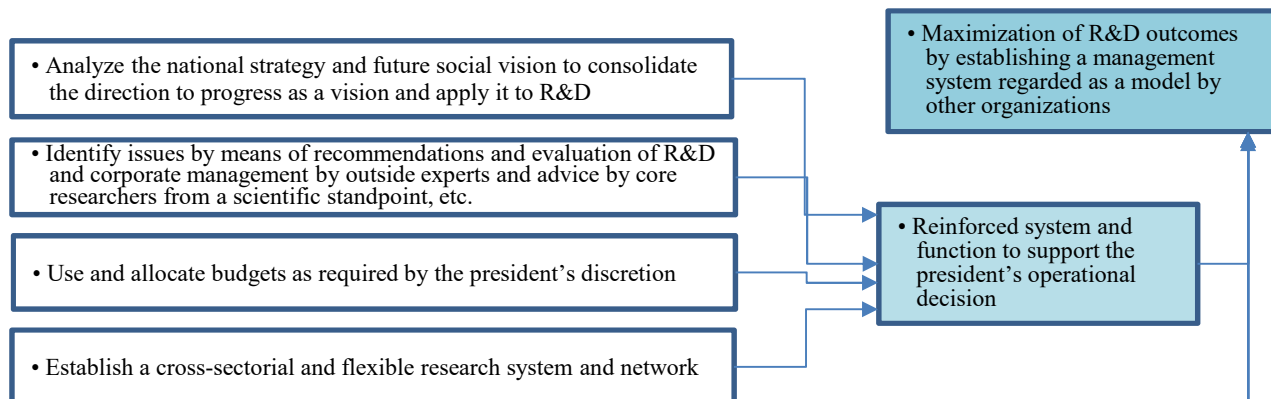 • Analyze the national strategy and future social vision to consolidate
the direction to progress as a vision and apply it to R&D
• Identify issues by means of recommendations and evaluation of R&D
and corporate management by outside experts and advice by core
researchers from a scientific standpoint, etc.
• Use and allocate budgets as required by the president’s discretion
• Establish a cross-sectorial and flexible research system and network
• Reinforced system and
function to support the
president’s operational
decision
• Maximization of R&D outcomes
by establishing a management
system regarded as a model by
other organizations